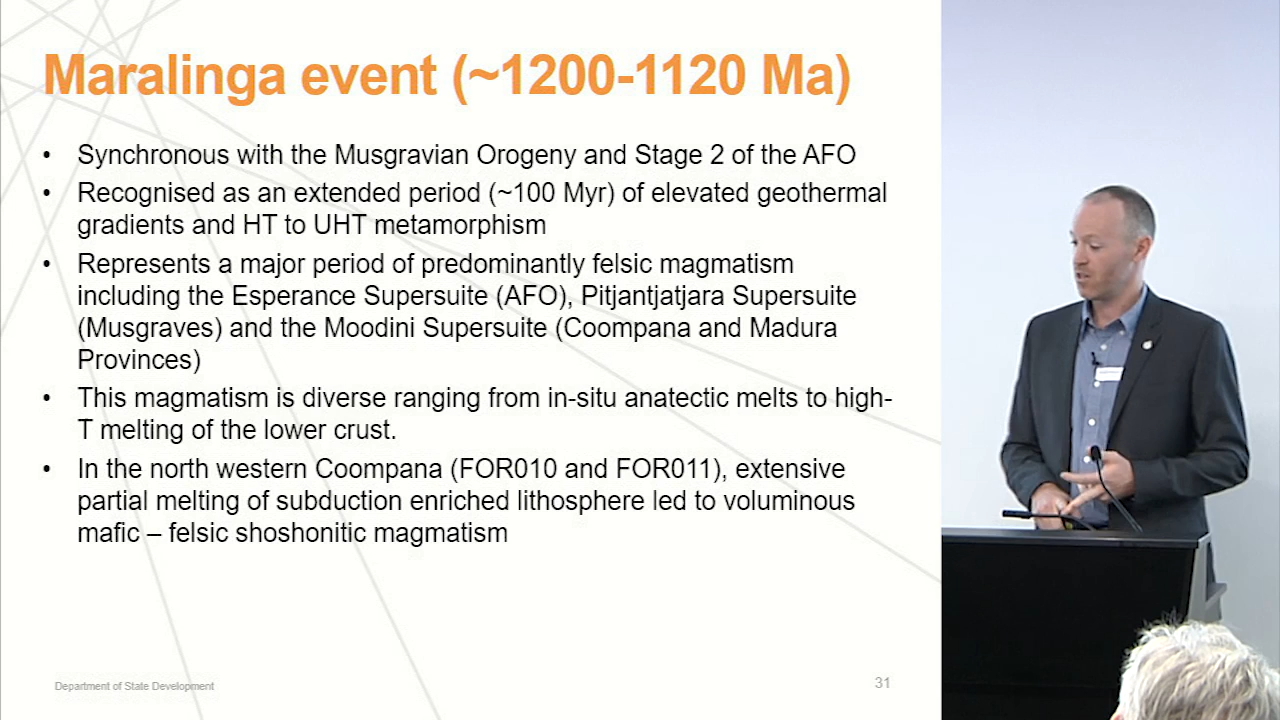 Maralinga event (~1200-1120 Ma)
• Synchronous with the Musgravian Orogeny and Stage 2 of the AFO
• Recognised as an extended period (~100 Myr) of elevated geothermal
gradients and HT to UHT metamorphism
• Represents a major period of predominantly felsic magmatism
including the Esperance Supersuite (AFO), Pitjantjatjara Supersuite
(Musgraves) and the Moodini Supersuite (Coompana and Madura
Provinces)
• This magmatism is diverse ranging from in-situ anatectic melts to high-
T melting of the lower crust.
• In the north western Coompana (FOR010 and FOR011), extensive
partial melting of subduction enriched lithosphere led to voluminous
mafic – felsic shoshonitic magmatism
Department of State Development
31